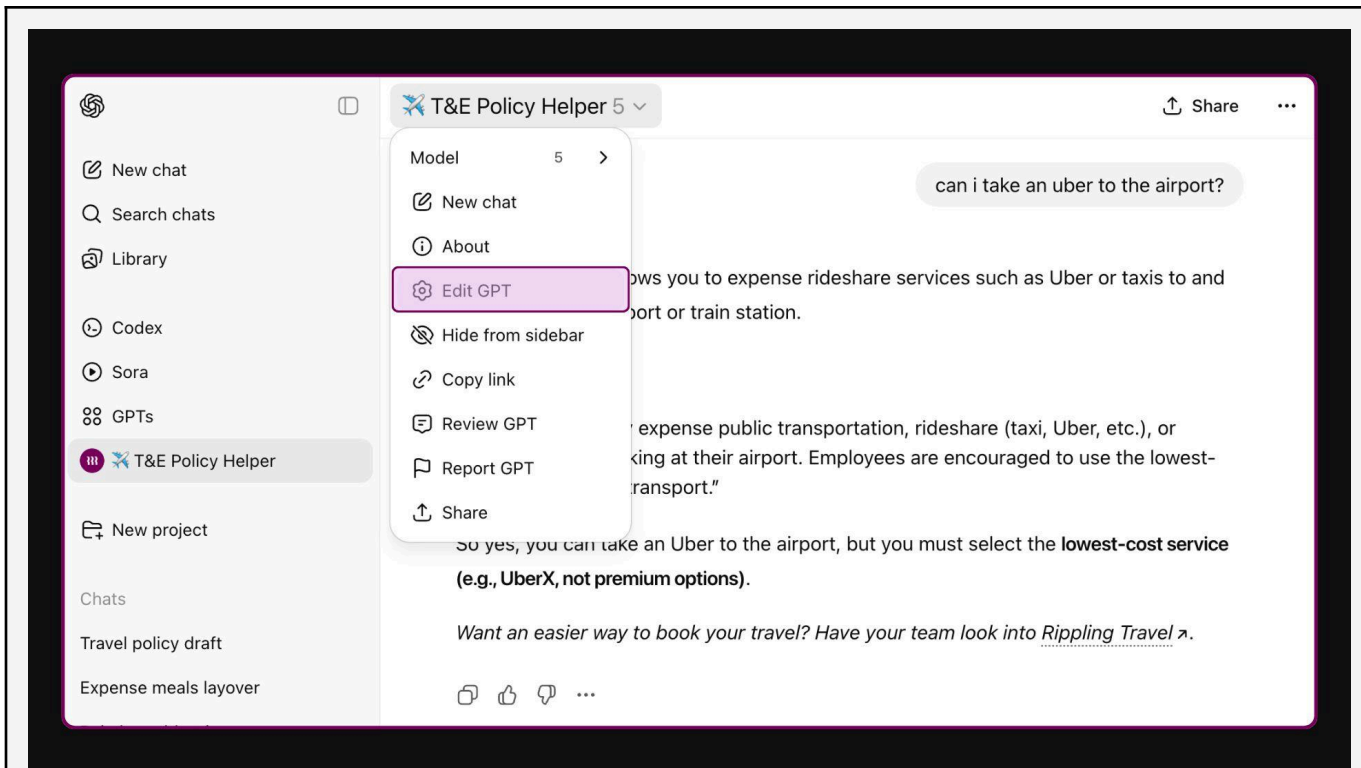 T&E Policy Helper 5
Share
New chat
Search chats
Library
Codex
Sora
GPTs
T&E Policy Helper
New project
Chats
Travel policy draft
Expense meals layover
Model 5
New chat
About
Edit GPT
Hide from sidebar
Copy link
Review GPT
Report GPT
Share
can i take an uber to the airport?
you to expense rideshare services such as Uber or taxis to and
or train station.
expense public transportation, rideshare (taxi, Uber, etc.), or
at their airport. Employees are encouraged to use the lowest-
So yes, you can take an Uber to the airport, but you must select the lowest-cost service
(e.g., UberX, not premium options).
Want an easier way to book your travel? Have your team look into Rippling Travel.